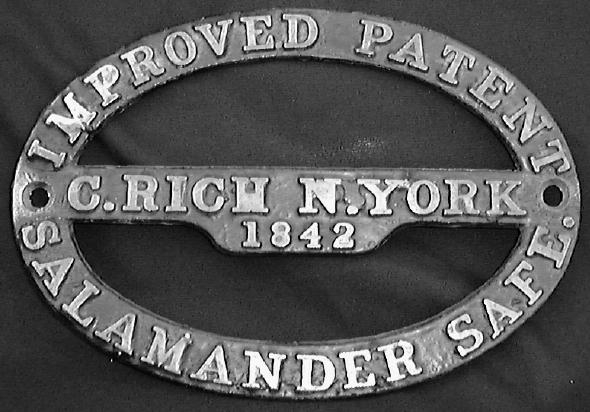 IMPROVED PATENT
C. RICH N. YORK
1842
SALAMANDER SAFE.